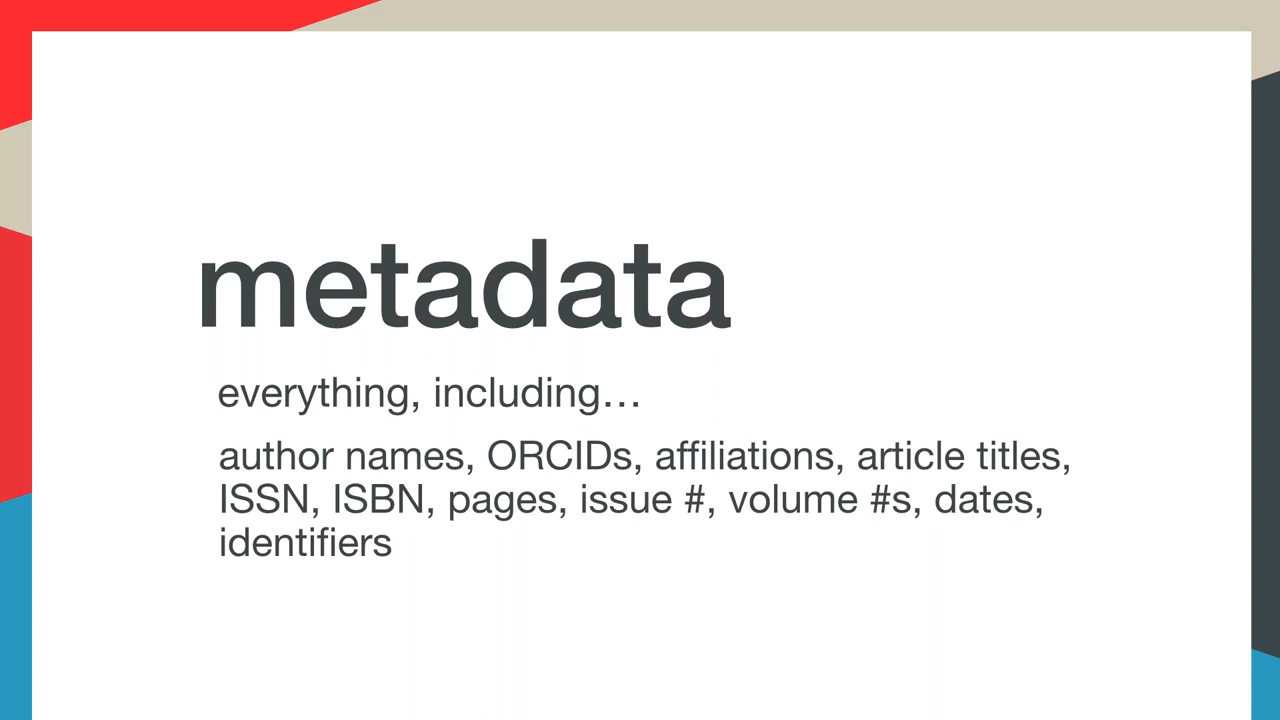 metadata
everything, including…
author names, ORCIDs, affiliations, article titles,
ISSN, ISBN, pages, issue #, volume #s, dates,
identifiers